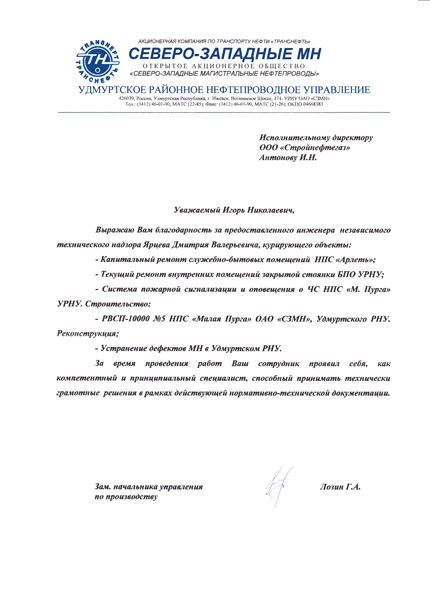 АКЦИОНЕРНАЯ КОМПАНИЯ ПО ТРАНСПОРТУ НЕФТИ «ТРАНСНЕФТЬ»
ТРАНСНЕФТЬ
ТН
ТРАНСНЕФТЬ
СЕВЕРО-ЗАПАДНЫЕ МН
ОТКРЫТОЕ АКЦИОНЕРНОЕ ОБЩЕСТВО
«СЕВЕРО-ЗАПАДНЫЕ МАГИСТРАЛЬНЫЕ НЕФТЕПРОВОДЫ»
УДМУРТСКОЕ РАЙОННОЕ НЕФТЕПРОВОДНОЕ УПРАВЛЕНИЕ
426039, Россия, Удмуртская Республика, г. Ижевск, Воткинское Шоссе, 174, УРНУ ОАО «СЗМН»
Тел.: (3412) 46-01-90, МАТС (22-85); Факс: (3412) 46-01-90, МАТС (21-26),
Исполнительному директору
ООО «Стройнефтегаз»
Антонову И.Н.
Уважаемый Игорь Николаевич,
Выражаю Вам благодарность за предоставленного инженера независимого
технического надзора Ярцева Дмитрия Валерьевича, курирующего объекты:
- Капитальный ремонт служебно-бытовых помещений НПС «Арлеть»;
- Текущий ремонт внутренних помещений закрытой стоянки БПО УРНУ;
- Система пожарной сигнализации и оповещения о ЧС НПС «М. Пурга»
УРНУ. Строительство:
- РВСП-10000 №5 НПС «Малая Пурга» ОАО «СЗМН», Удмуртского РНУ.
Реконструкция;
- Устранение дефектов МН в Удмуртском РНУ.
За время проведения работ Ваш сотрудник проявил себя, как
компетентный и принципиальный специалист, способный принимать технически
грамотные решения в рамках действующей нормативно-технической документации.
Зам. начальника управления
по производству
Лозин Г.А.